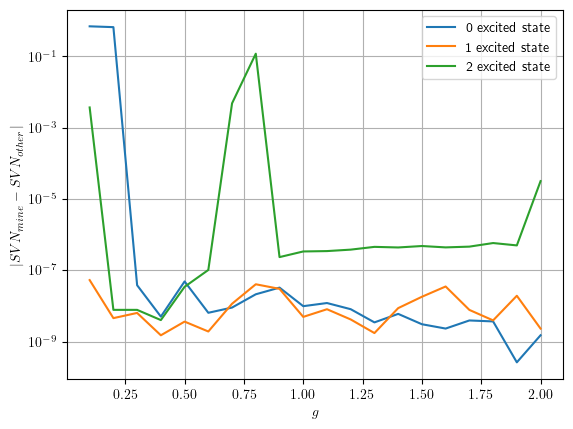 0 excited state
1 excited state
2 excited state
10⁻¹
10⁻³
10⁻⁵
10⁻⁷
10⁻⁹
|SVN_{mine} − SVN_{other}|
0.25 0.50 0.75 1.00 1.25 1.50 1.75 2.00
g